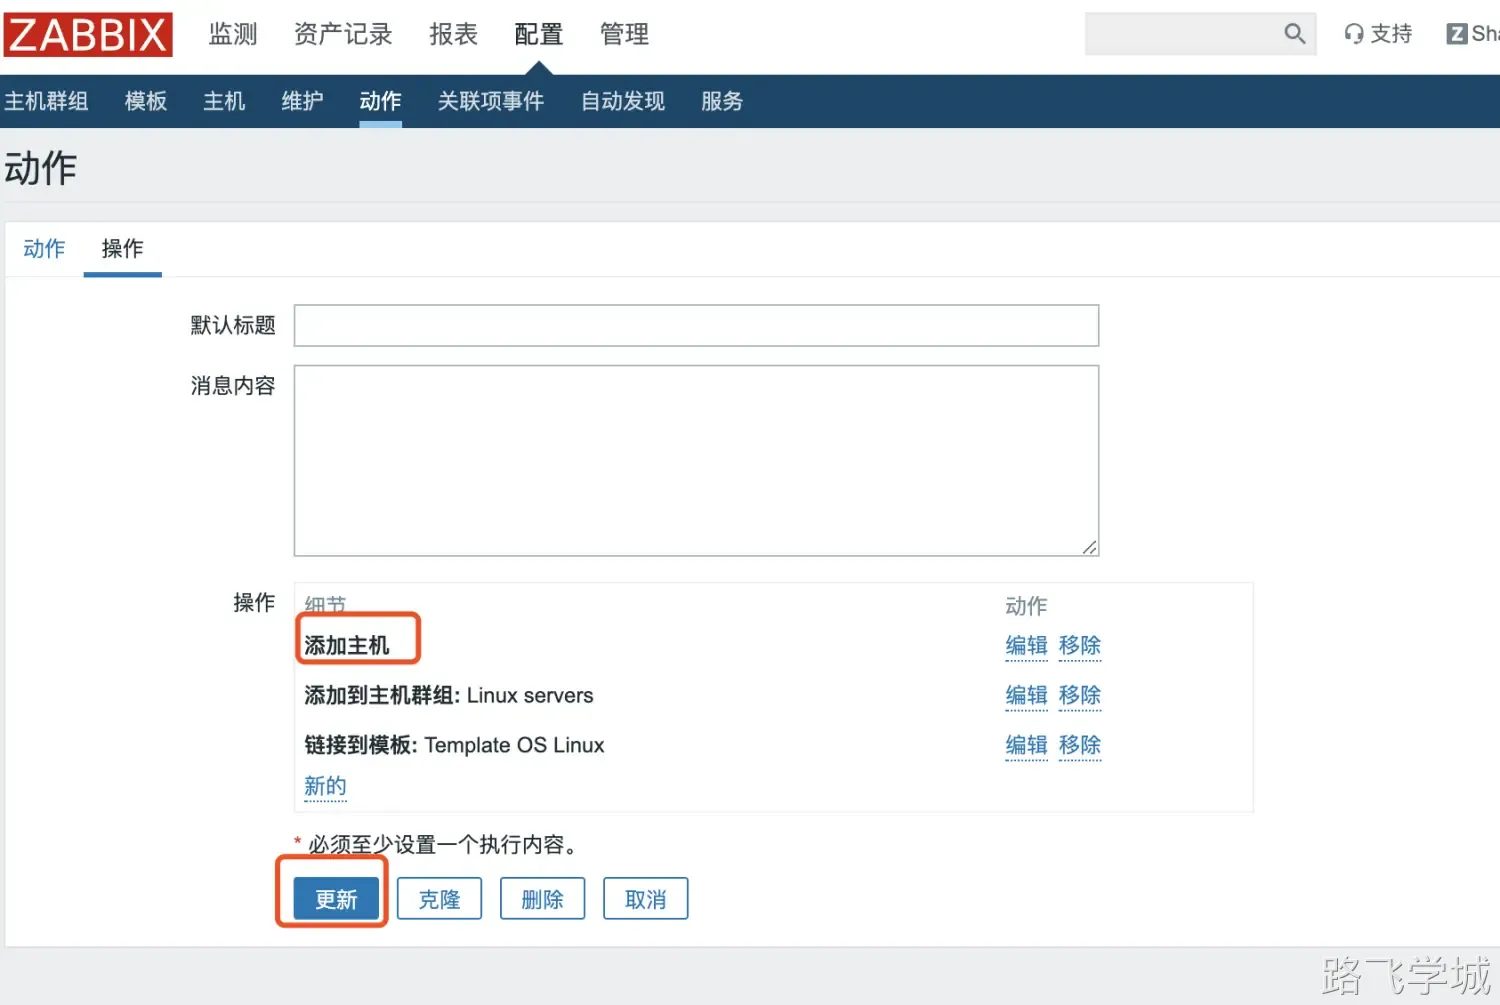 ZABBIX 监测 资产记录 报表 配置 管理 支持 Z Sha
主机群组 模板 主机 维护 动作 关联项事件 自动发现 服务
动作
动作 操作
默认标题
消息内容
操作 细节 动作
添加主机 编辑 移除
添加到主机群组: Linux servers 编辑 移除
链接到模板: Template OS Linux 编辑 移除
新的
* 必须至少设置一个执行内容。
更新 克隆 删除 取消
路飞学城